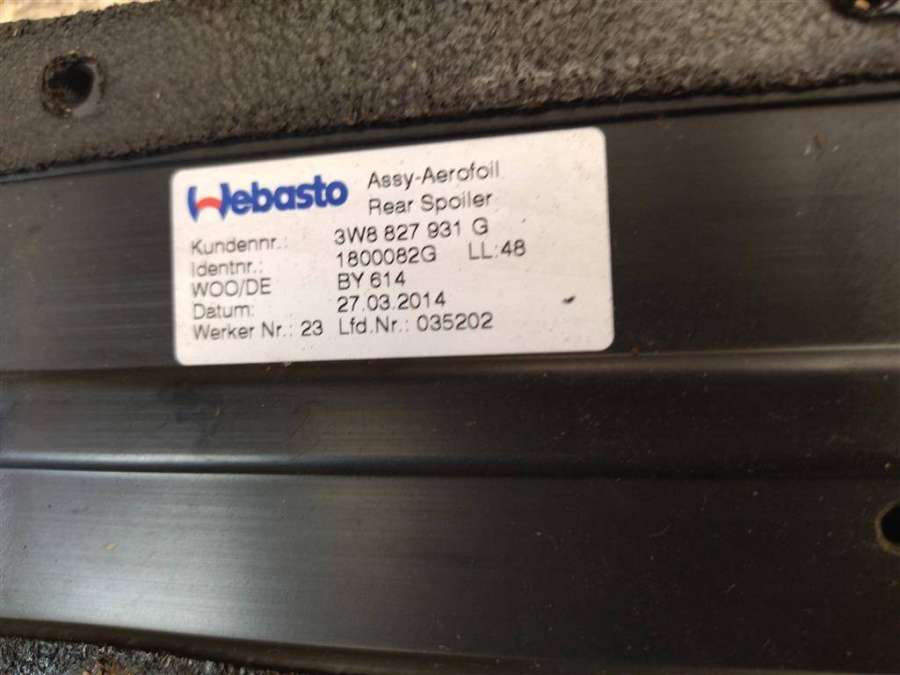 Webasto Assy-Aerofoil
Rear Spoiler
Kundennr.: 3W8 827 931 G
Identnr.: 1800082G LL:48
WOO/DE BY 614
Datum: 27.03.2014
Werker Nr.: 23 Lfd.Nr.: 035202